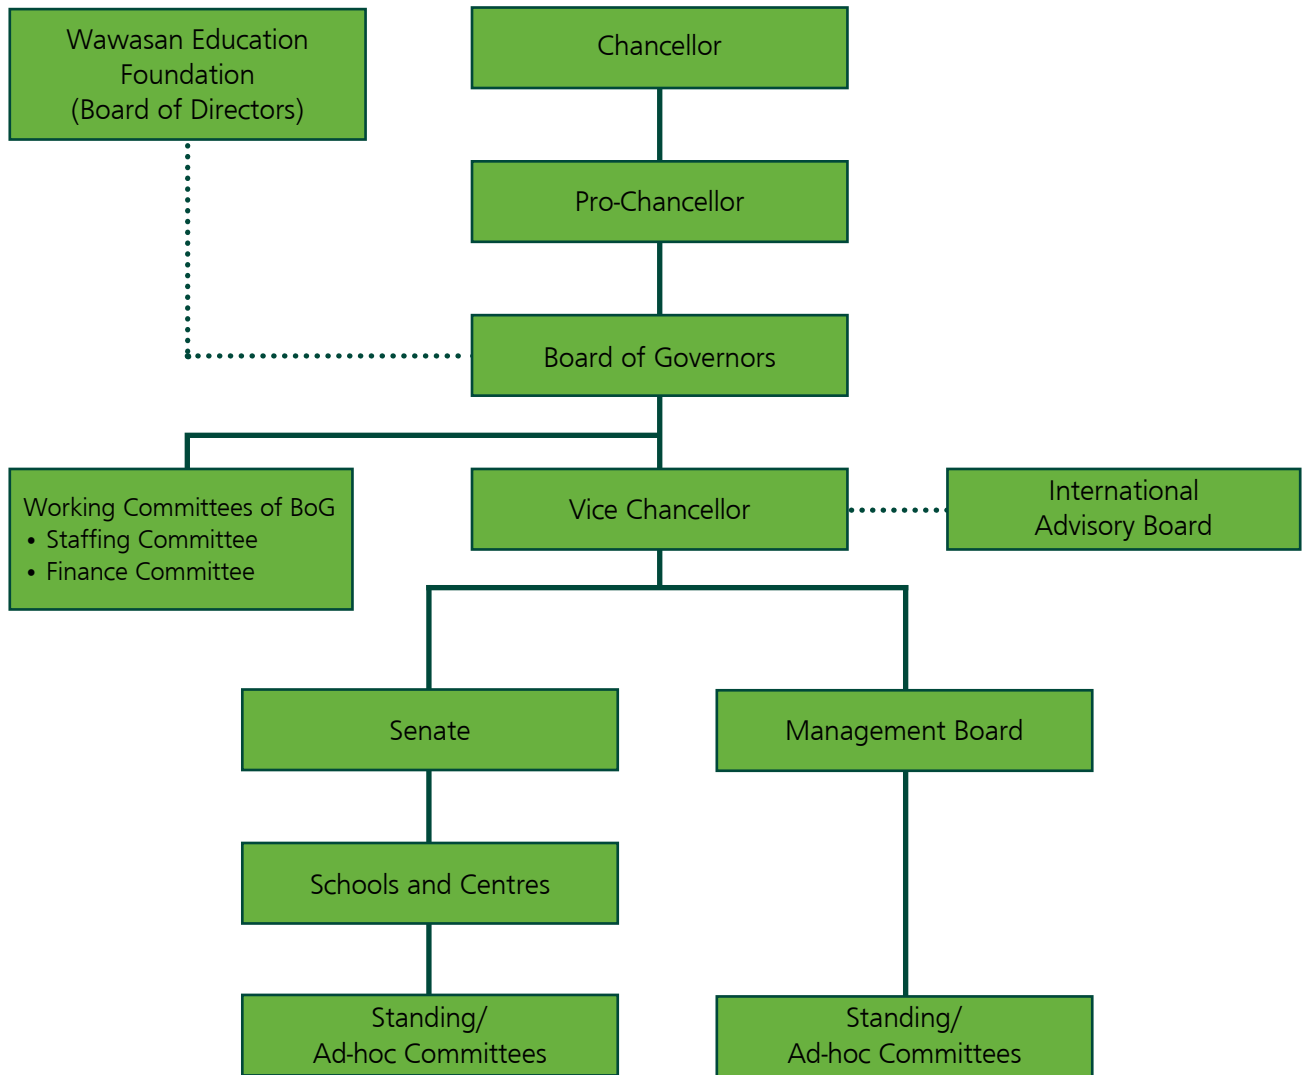 Wawasan Education
Foundation
(Board of Directors)
Chancellor
Pro-Chancellor
Board of Governors
Working Committees of BoG
• Staffing Committee
• Finance Committee
Vice Chancellor
International
Advisory Board
Senate
Management Board
Schools and Centres
Standing/
Ad-hoc Committees
Standing/
Ad-hoc Committees